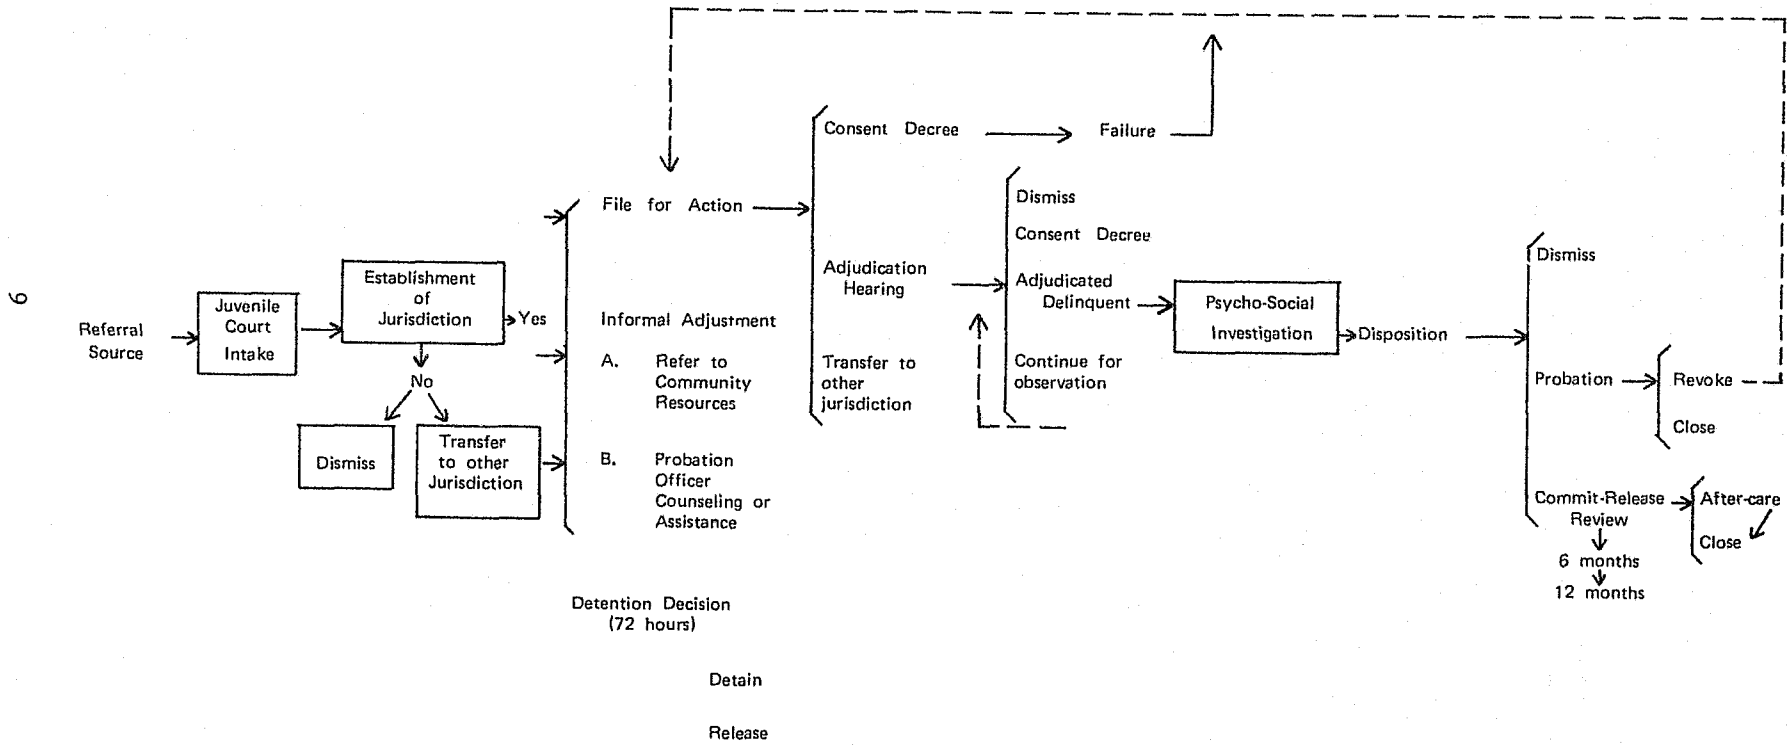 6
Referral
Source
Juvenile
Court
Intake
Establishment
of
Jurisdiction
Yes
No
Dismiss
Transfer
to other
Jurisdiction
File for Action
Informal Adjustment
A. Refer to
Community
Resources
B. Probation
Officer
Counseling or
Assistance
Detention Decision
(72 hours)
Detain
Release
Consent Decree
Failure
Adjudication
Hearing
Transfer to
other
jurisdiction
Dismiss
Consent Decree
Adjudicated
Delinquent
Continue for
observation
Psycho-Social
Investigation
Disposition
Dismiss
Probation
Revoke
Close
Commit-Release
Review
6 months
12 months
After-care
Close